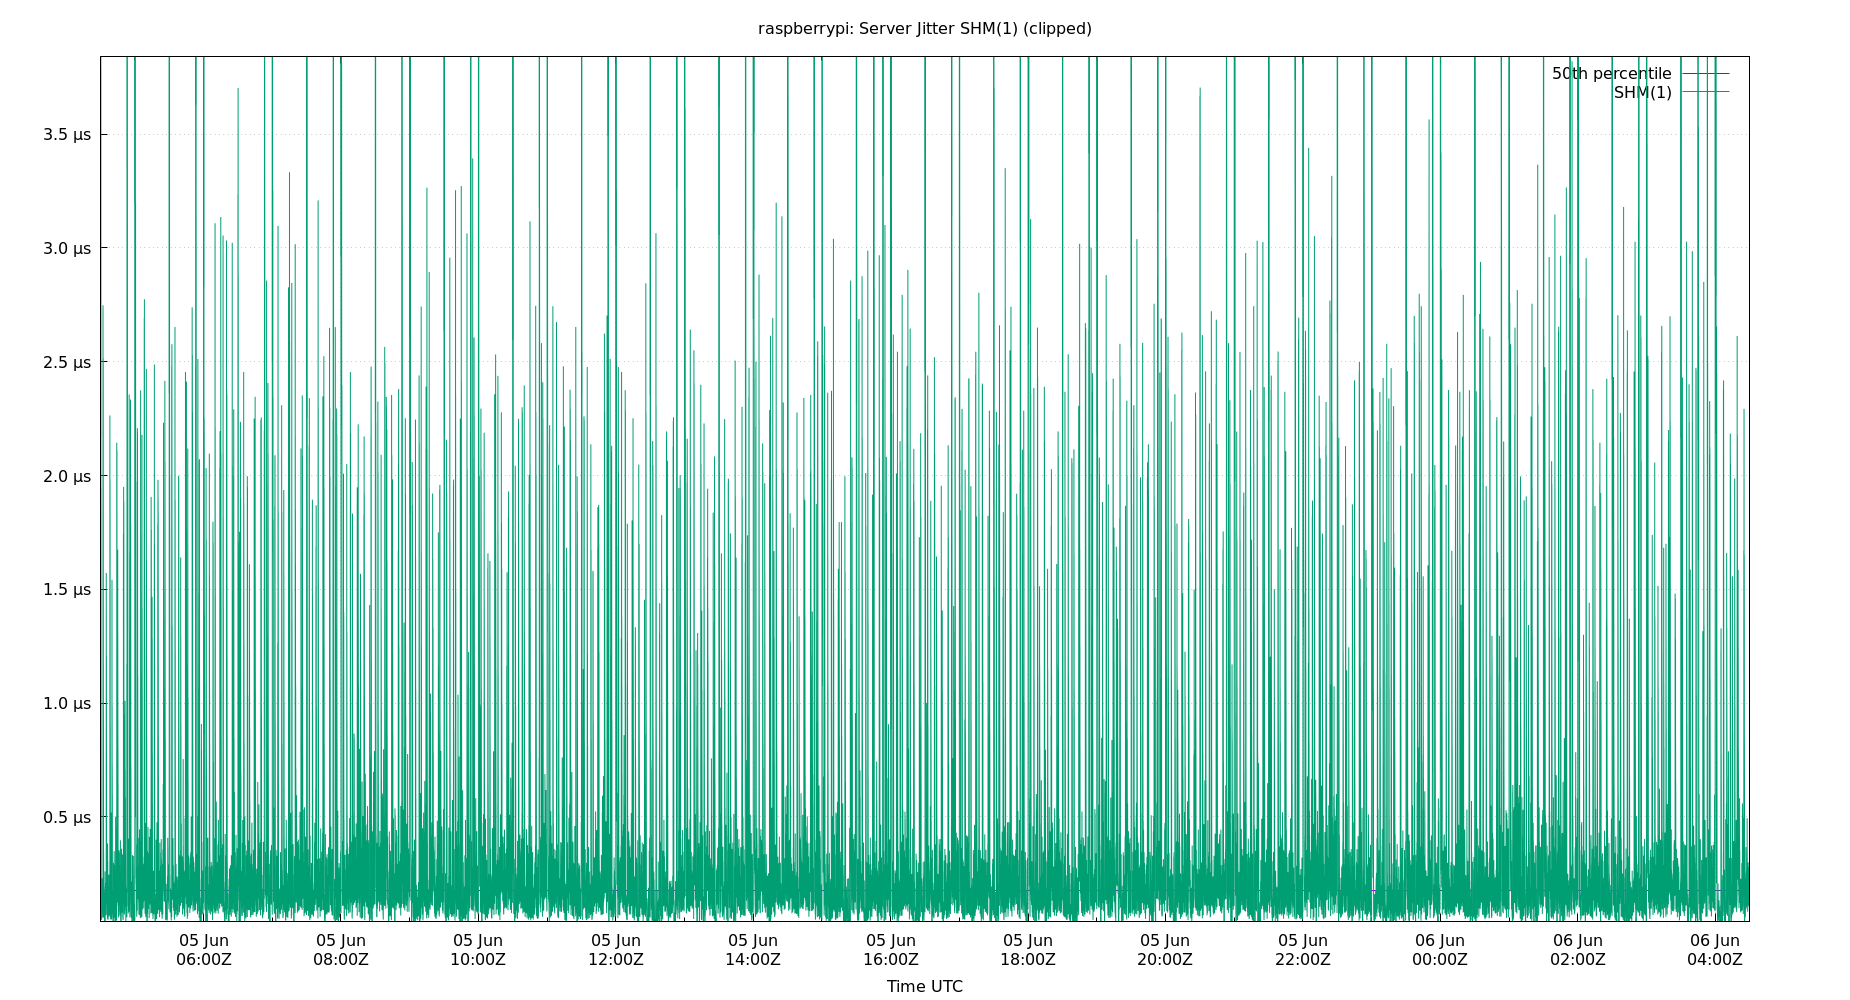 raspberrypi: Server Jitter SHM(1) (clipped)
50th percentile
SHM(1)
3.5 µs
3.0 µs
2.5 µs
2.0 µs
1.5 µs
1.0 µs
0.5 µs
05 Jun 05 Jun 05 Jun 05 Jun 05 Jun 05 Jun 05 Jun 05 Jun 05 Jun 06 Jun 06 Jun 06 Jun
06:00Z 08:00Z 10:00Z 12:00Z 14:00Z 16:00Z 18:00Z 20:00Z 22:00Z 00:00Z 02:00Z 04:00Z
Time UTC